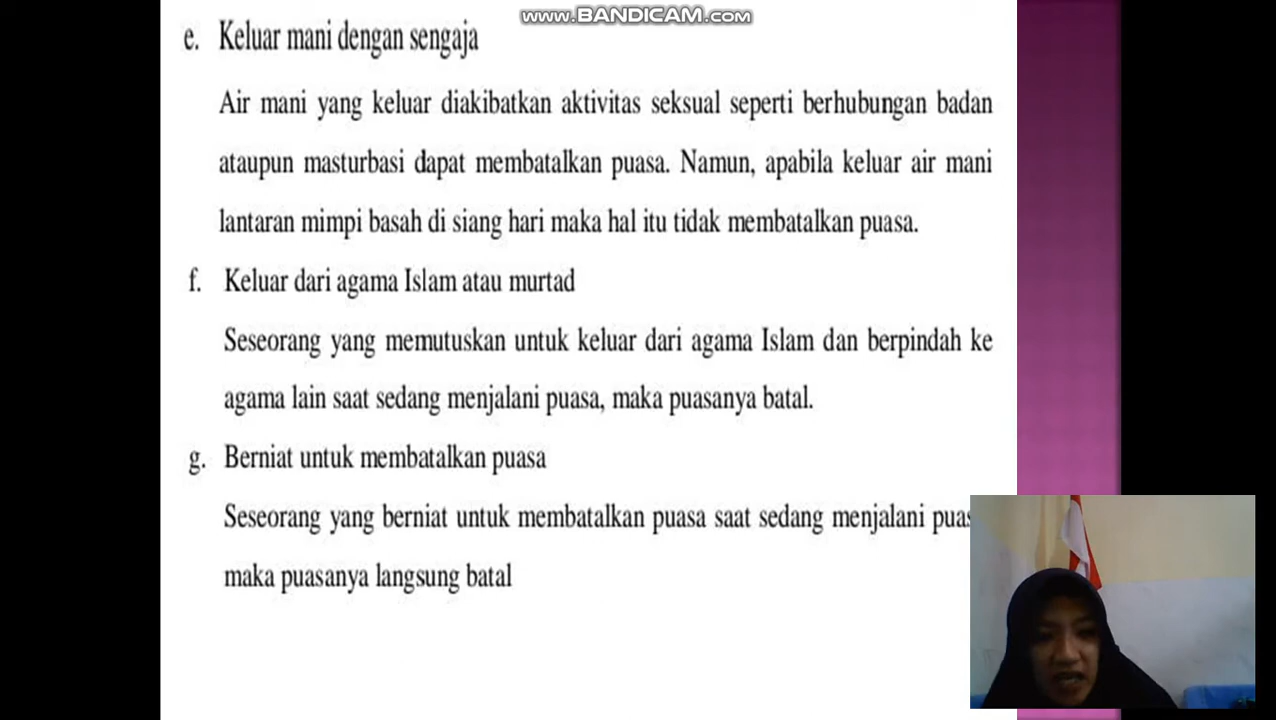 www.BANDICAM.com
e. Keluar mani dengan sengaja
Air mani yang keluar diakibatkan aktivitas seksual seperti berhubungan badan
ataupun masturbasi dapat membatalkan puasa. Namun, apabila keluar air mani
lantaran mimpi basah di siang hari maka hal itu tidak membatalkan puasa.
f. Keluar dari agama Islam atau murtad
Seseorang yang memutuskan untuk keluar dari agama Islam dan berpindah ke
agama lain saat sedang menjalani puasa, maka puasanya batal.
g. Berniat untuk membatalkan puasa
Seseorang yang berniat untuk membatalkan puasa saat sedang menjalani
maka puasanya langsung batal